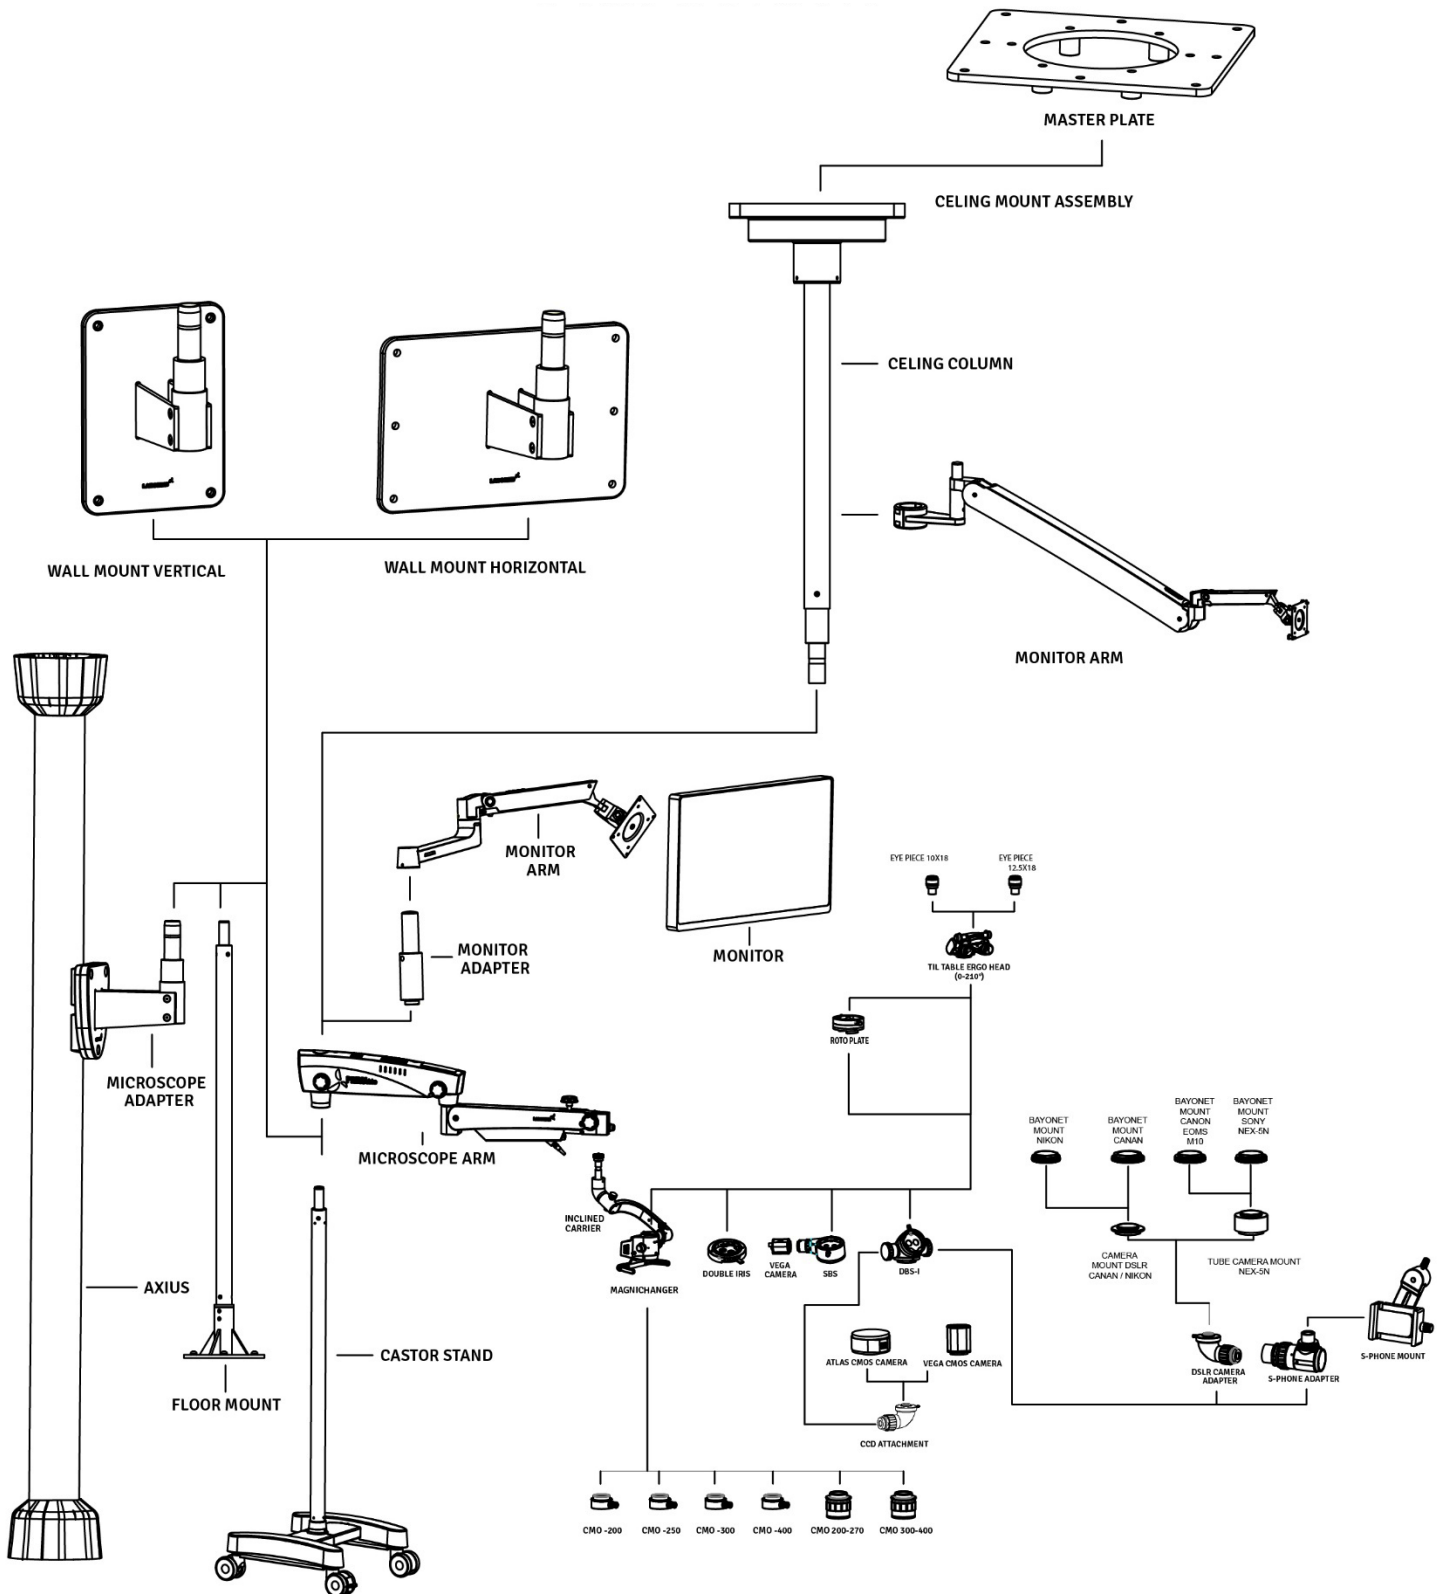 MASTER PLATE
CELING MOUNT ASSEMBLY
CELING COLUMN
WALL MOUNT VERTICAL
WALL MOUNT HORIZONTAL
MONITOR ARM
MONITOR
ARM
MONITOR
ADAPTER
MONITOR
EYE PIECE 10X18
EYE PIECE
12.5X18
TIL TABLE ERGO HEAD
(0-210°)
ROTO PLATE
MICROSCOPE
ADAPTER
MICROSCOPE ARM
BAYONET
MOUNT
NIKON
BAYONET
MOUNT
CANAN
BAYONET
MOUNT
CANON
EOMS
M10
BAYONET
MOUNT
SONY
NEX-5N
INCLINED
CARRIER
MAGNICHANGER
DOUBLE IRIS
VEGA
CAMERA
SBS
DBS-I
CAMERA
MOUNT DSLR
CANAN / NIKON
TUBE CAMERA MOUNT
NEX-5N
AXIUS
FLOOR MOUNT
CASTOR STAND
ATLAS CMOS CAMERA
VEGA CMOS CAMERA
DSLR CAMERA
ADAPTER
S-PHONE ADAPTER
S-PHONE MOUNT
CCD ATTACHMENT
CMO -200
CMO -250
CMO -300
CMO -400
CMO 200-270
CMO 300-400